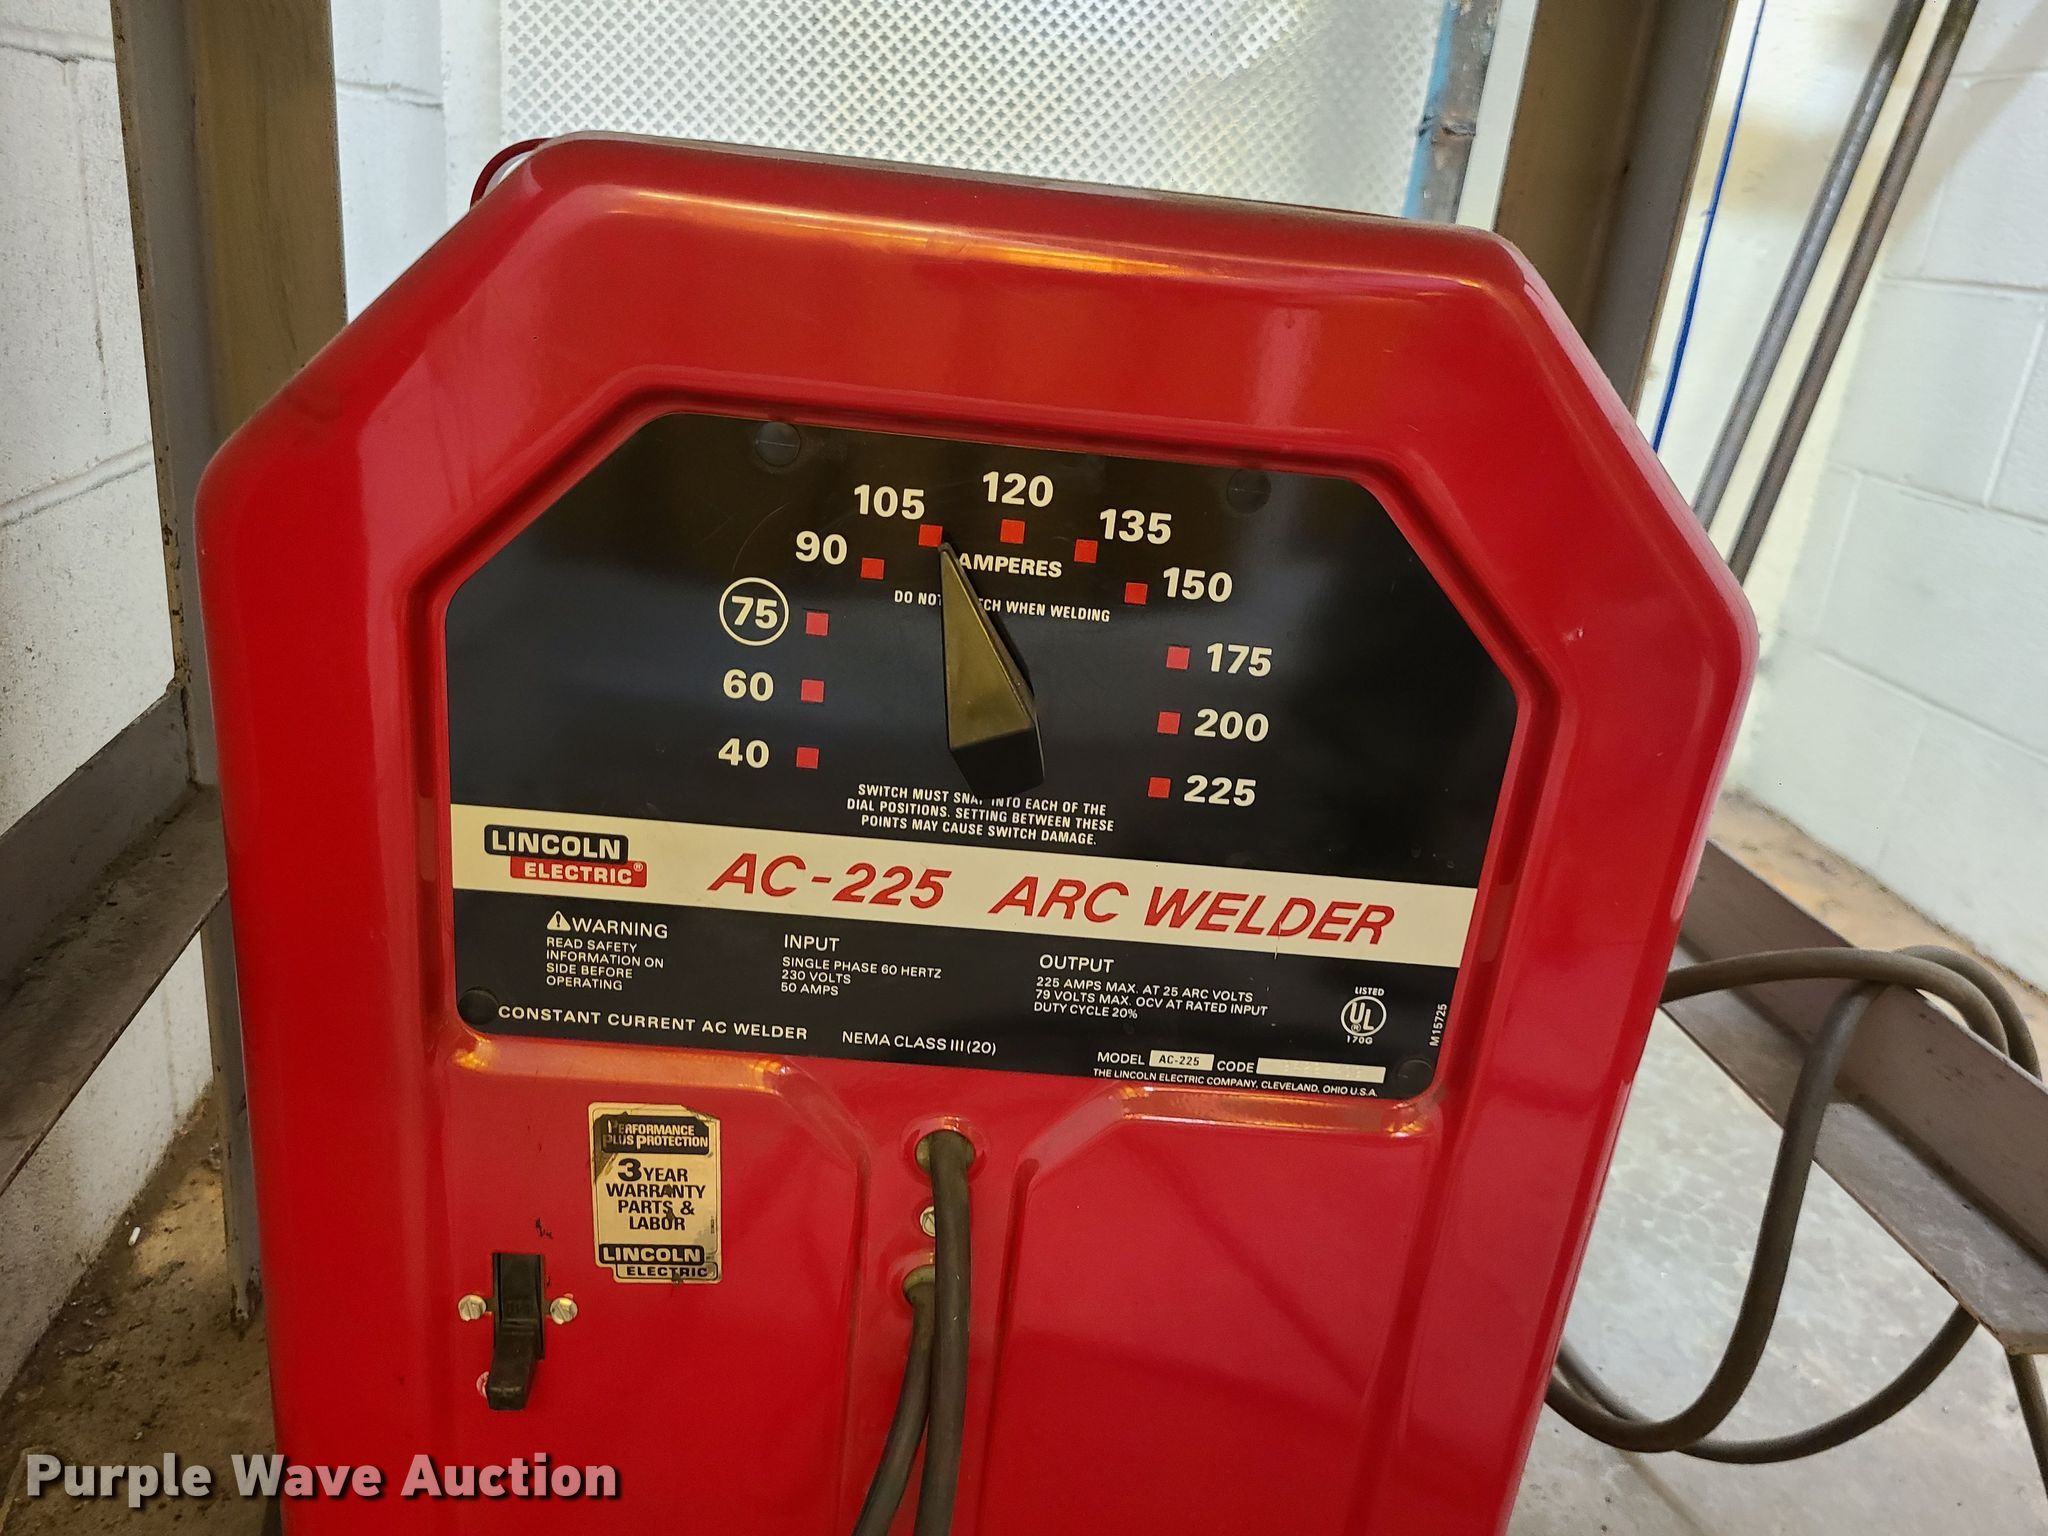 120
105
135
90
AMPERES
150
DO NOT WHEN WELDING
75
175
60
200
40
225
SWITCH MUST SNAP INTO EACH OF THE
DIAL POSITIONS. SETTING BETWEEN THESE
POINTS MAY CAUSE SWITCH DAMAGE.
LINCOLN
ELECTRIC®
AC-225 ARC WELDER
⚠WARNING
READ SAFETY
INFORMATION ON
SIDE BEFORE
OPERATING
INPUT
SINGLE PHASE 60 HERTZ
230 VOLTS
50 AMPS
OUTPUT
225 AMPS MAX. AT 25 ARC VOLTS
79 VOLTS MAX. OCV AT RATED INPUT
DUTY CYCLE 20%
LISTED
UL
®
170G
M15725
CONSTANT CURRENT AC WELDER
NEMA CLASS III (20)
MODEL AC-225 CODE
THE LINCOLN ELECTRIC COMPANY, CLEVELAND, OHIO U.S.A.
PERFORMANCE
PLUS PROTECTION
3 YEAR
WARRANTY
PARTS &
LABOR
LINCOLN
ELECTRIC
Purple Wave Auction